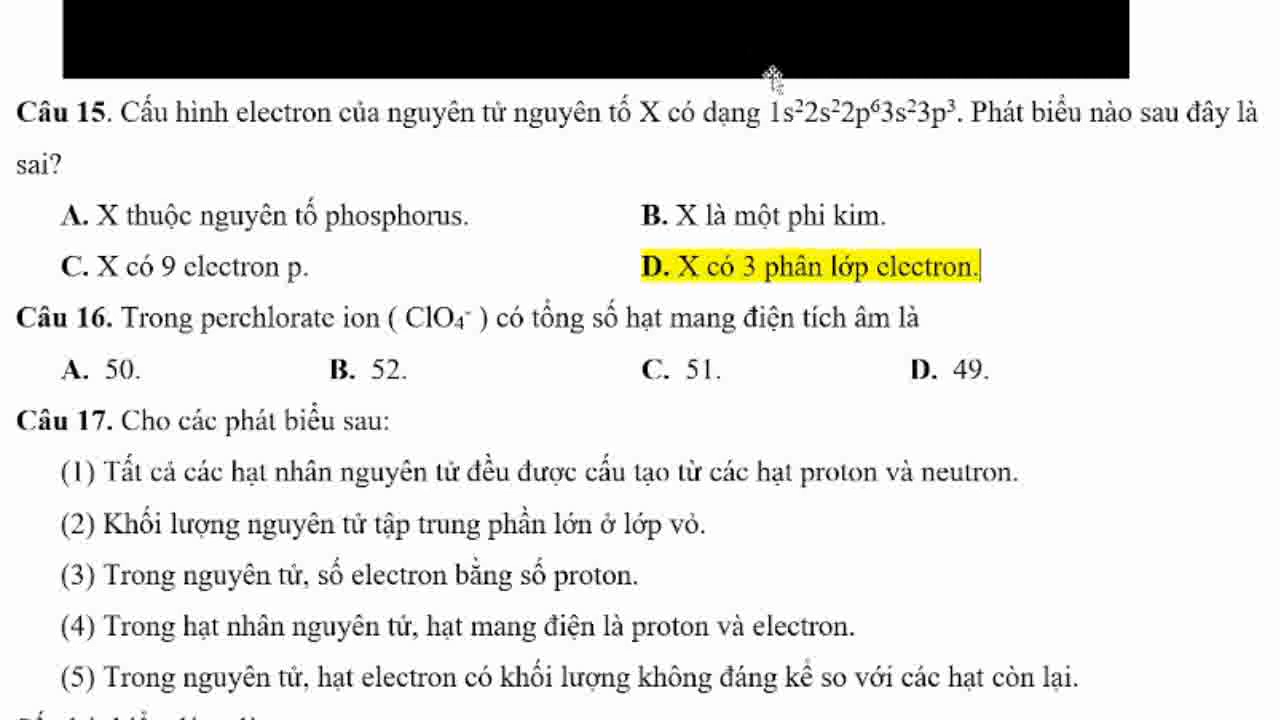 Câu 15. Cấu hình electron của nguyên tử nguyên tố X có dạng 1s²2s²2p⁶3s²3p³. Phát biểu nào sau đây là
sai?
A. X thuộc nguyên tố phosphorus. B. X là một phi kim.
C. X có 9 electron p. D. X có 3 phân lớp electron.
Câu 16. Trong perchlorate ion ( ClO₄⁻ ) có tổng số hạt mang điện tích âm là
A. 50. B. 52. C. 51. D. 49.
Câu 17. Cho các phát biểu sau:
(1) Tất cả các hạt nhân nguyên tử đều được cấu tạo từ các hạt proton và neutron.
(2) Khối lượng nguyên tử tập trung phần lớn ở lớp vỏ.
(3) Trong nguyên tử, số electron bằng số proton.
(4) Trong hạt nhân nguyên tử, hạt mang điện là proton và electron.
(5) Trong nguyên tử, hạt electron có khối lượng không đáng kể so với các hạt còn lại.